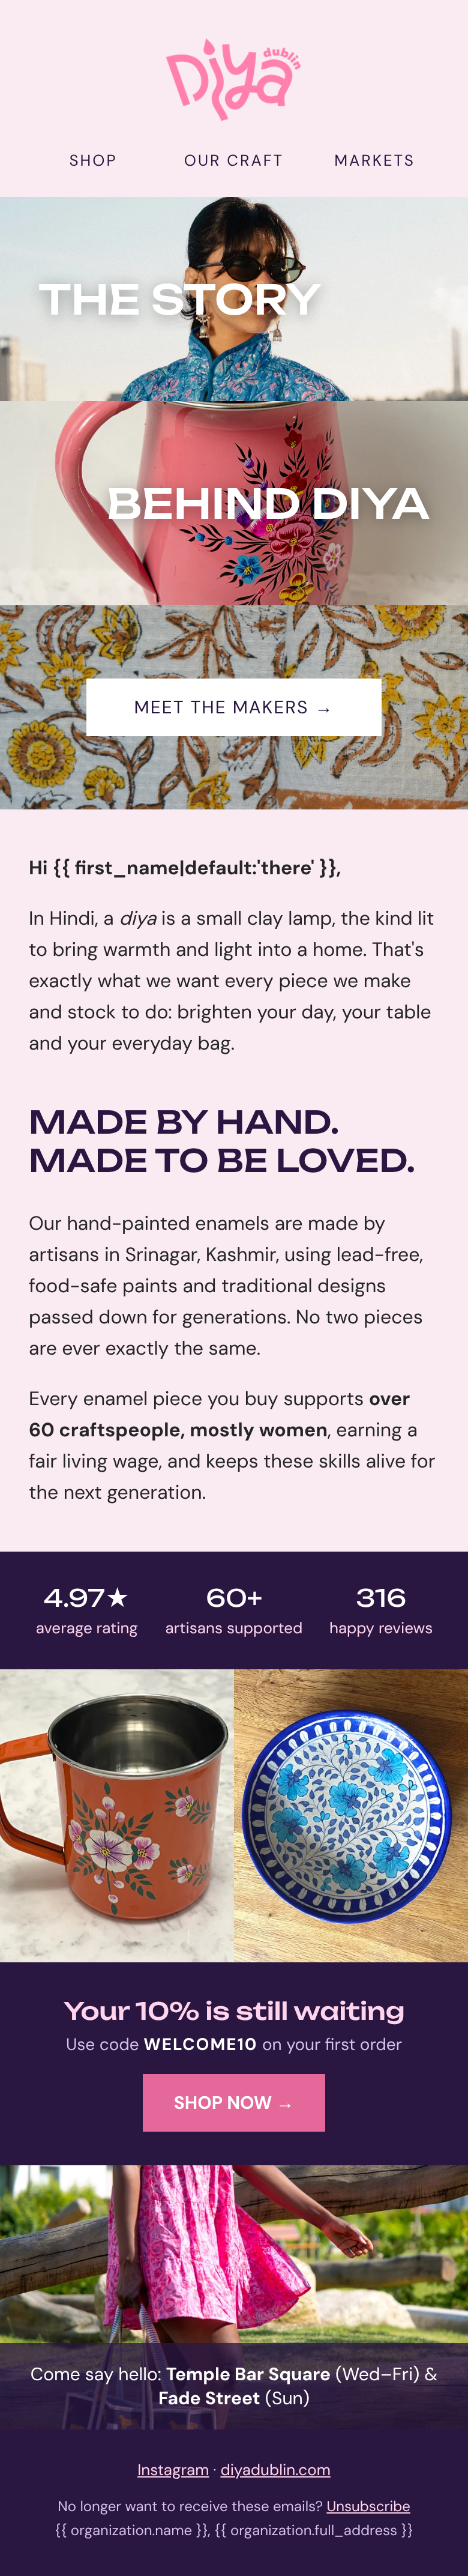 Diya dublin
SHOP OUR CRAFT MARKETS
THE STORY
BEHIND DIYA
MEET THE MAKERS →
Hi {{ first_name|default:'there' }},
In Hindi, a diya is a small clay lamp, the kind lit
to bring warmth and light into a home. That's
exactly what we want every piece we make
and stock to do: brighten your day, your table
and your everyday bag.
MADE BY HAND.
MADE TO BE LOVED.
Our hand-painted enamels are made by
artisans in Srinagar, Kashmir, using lead-free,
food-safe paints and traditional designs
passed down for generations. No two pieces
are ever exactly the same.
Every enamel piece you buy supports over
60 craftspeople, mostly women, earning a
fair living wage, and keeps these skills alive for
the next generation.
4.97★ 60+ 316
average rating artisans supported happy reviews
Your 10% is still waiting
Use code WELCOME10 on your first order
SHOP NOW →
Come say hello: Temple Bar Square (Wed–Fri) &
Fade Street (Sun)
Instagram · diyadublin.com
No longer want to receive these emails? Unsubscribe
{{ organization.name }}, {{ organization.full_address }}